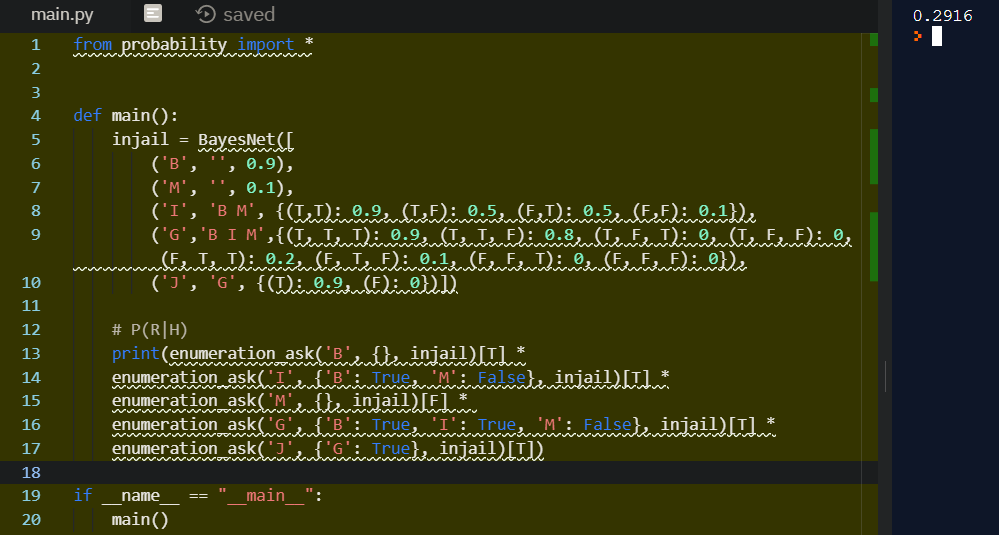 main.py saved
1 from probability import *
2
3
4 def main():
5 injail = BayesNet([
6 ('B', '', 0.9),
7 ('M', '', 0.1),
8 ('I', 'B M', {(T,T): 0.9, (T,F): 0.5, (F,T): 0.5, (F,F): 0.1}),
9 ('G','B I M',{(T, T, T): 0.9, (T, T, F): 0.8, (T, F, T): 0, (T, F, F): 0,
(F, T, T): 0.2, (F, T, F): 0.1, (F, F, T): 0, (F, F, F): 0}),
10 ('J', 'G', {(T): 0.9, (F): 0})])
11
12 # P(R|H)
13 print(enumeration_ask('B', {}, injail)[T] *
14 enumeration_ask('I', {'B': True, 'M': False}, injail)[T] *
15 enumeration_ask('M', {}, injail)[F] *
16 enumeration_ask('G', {'B': True, 'I': True, 'M': False}, injail)[T] *
17 enumeration_ask('J', {'G': True}, injail)[T])
18
19 if __name__ == "__main__":
20 main()
0.2916
>